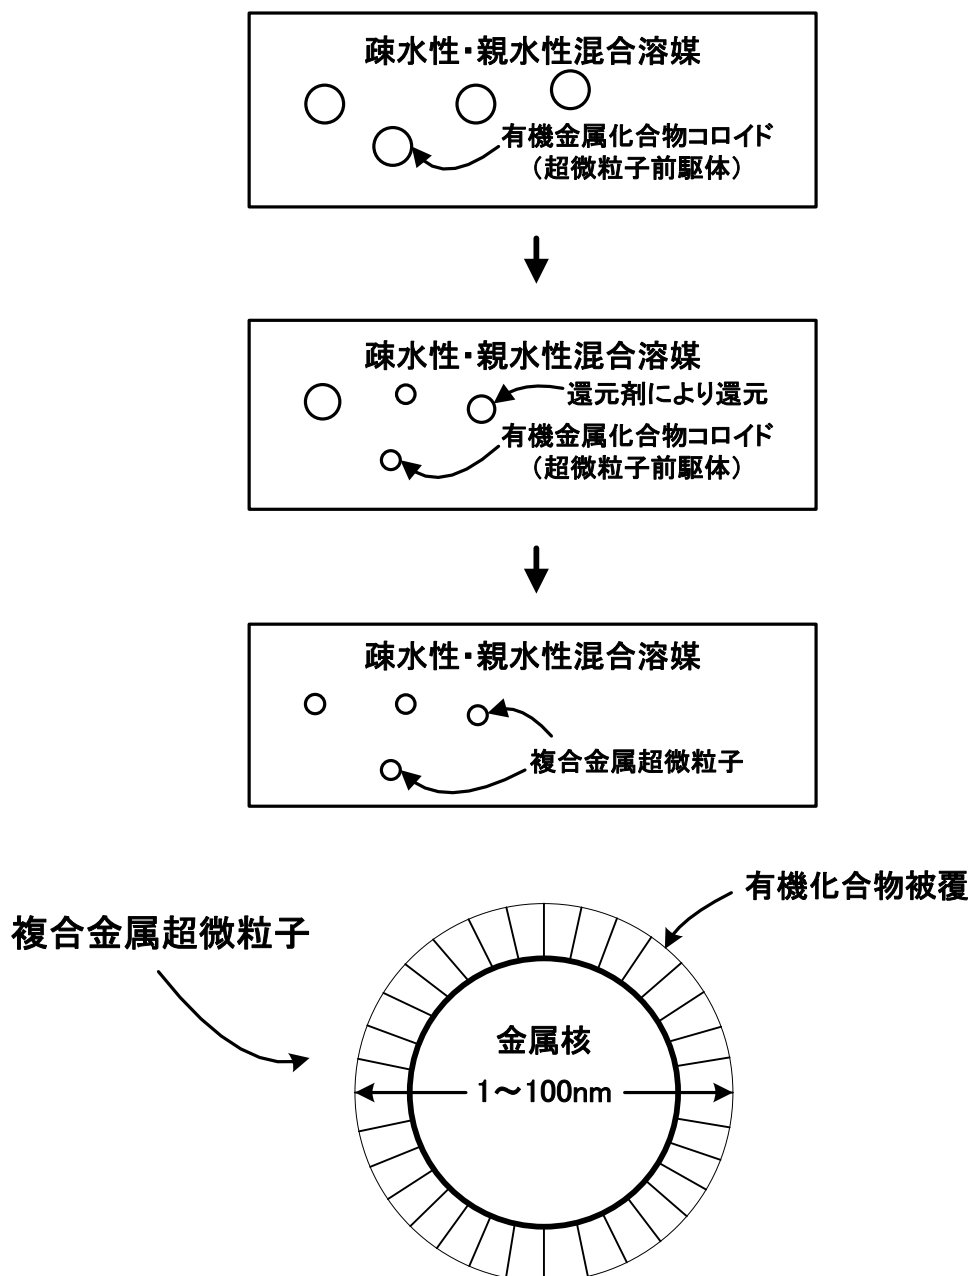 疎水性・親水性混合溶媒
有機金属化合物コロイド
（超微粒子前駆体）
疎水性・親水性混合溶媒
還元剤により還元
有機金属化合物コロイド
（超微粒子前駆体）
疎水性・親水性混合溶媒
複合金属超微粒子
有機化合物被覆
複合金属超微粒子
金属核
1～100nm